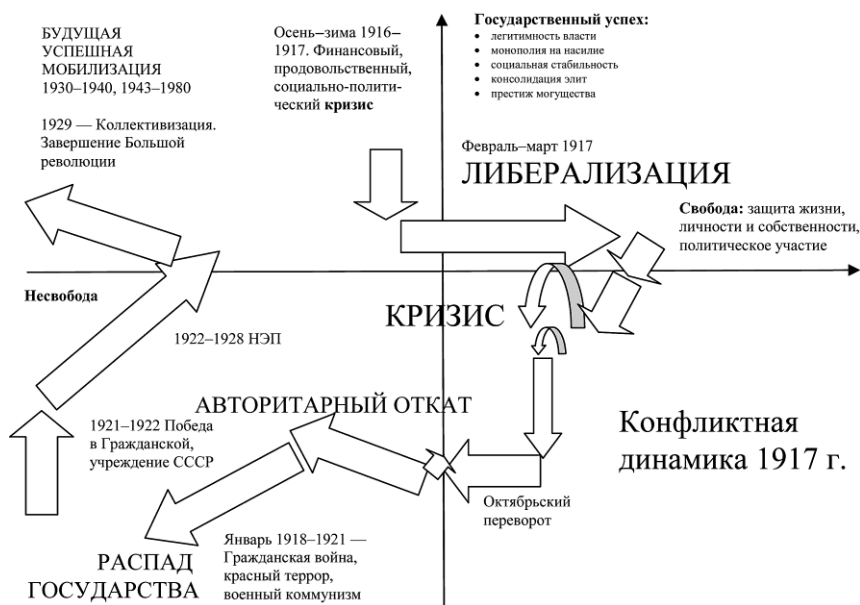 БУДУЩАЯ
УСПЕШНАЯ
МОБИЛИЗАЦИЯ
1930–1940, 1943–1980
1929 — Коллективизация.
Завершение Большой
революции
Осень–зима 1916–
1917. Финансовый,
продовольственный,
социально-полити-
ческий кризис
Государственный успех:
• легитимность власти
• монополия на насилие
• социальная стабильность
• консолидация элит
• престиж могущества
Февраль–март 1917
ЛИБЕРАЛИЗАЦИЯ
Свобода: защита жизни,
личности и собственности,
политическое участие
Несвобода
КРИЗИС
1922–1928 НЭП
АВТОРИТАРНЫЙ ОТКАТ
1921–1922 Победа
в Гражданской,
учреждение СССР
Конфликтная
динамика 1917 г.
Октябрьский
переворот
РАСПАД
ГОСУДАРСТВА
Январь 1918–1921 —
Гражданская война,
красный террор,
военный коммунизм